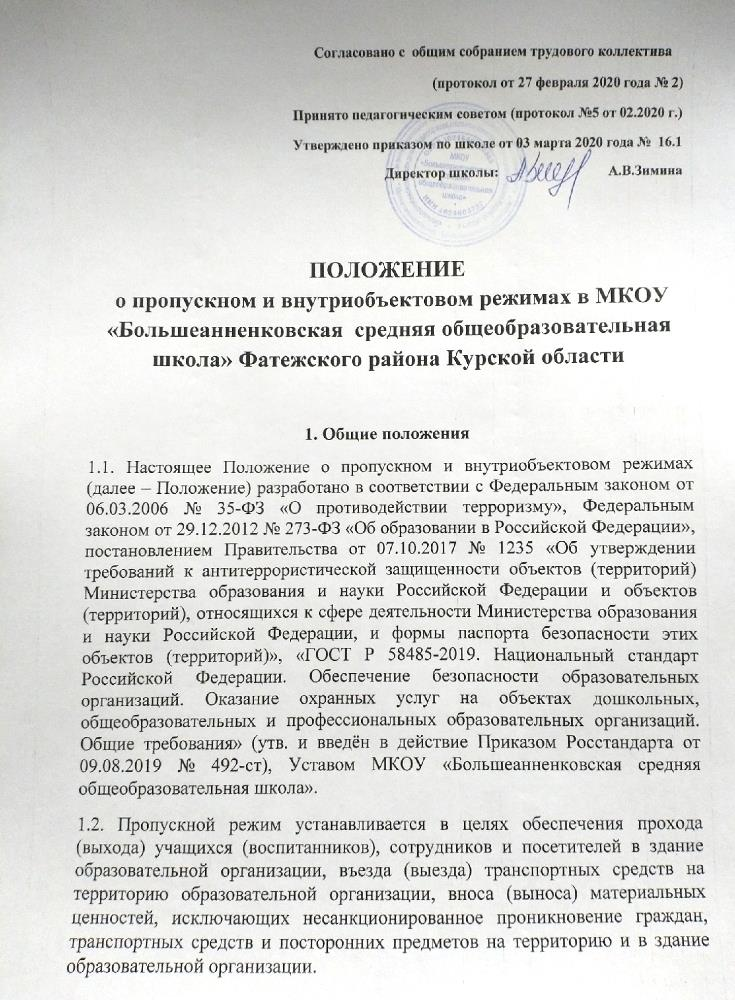 Согласовано с общим собранием трудового коллектива
(протокол от 27 февраля 2020 года № 2)
Принято педагогическим советом (протокол №5 от 02.2020 г.)
Утверждено приказом по школе от 03 марта 2020 года № 16.1
Директор школы: А.В.Зимина
МКОУ
общеобразовательная
школа»
ПОЛОЖЕНИЕ
о пропускном и внутриобъектовом режимах в МКОУ
«Большеанненковская средняя общеобразовательная
школа» Фатежского района Курской области
1. Общие положения
1.1. Настоящее Положение о пропускном и внутриобъектовом режимах
(далее – Положение) разработано в соответствии с Федеральным законом от
06.03.2006 № 35-ФЗ «О противодействии терроризму», Федеральным
законом от 29.12.2012 № 273-ФЗ «Об образовании в Российской Федерации»,
постановлением Правительства от 07.10.2017 № 1235 «Об утверждении
требований к антитеррористической защищенности объектов (территорий)
Министерства образования и науки Российской Федерации и объектов
(территорий), относящихся к сфере деятельности Министерства образования
и науки Российской Федерации, и формы паспорта безопасности этих
объектов (территорий)», «ГОСТ Р 58485-2019. Национальный стандарт
Российской Федерации. Обеспечение безопасности образовательных
организаций. Оказание охранных услуг на объектах дошкольных,
общеобразовательных и профессиональных образовательных организаций.
Общие требования» (утв. и введён в действие Приказом Росстандарта от
09.08.2019 № 492-ст), Уставом МКОУ «Большеанненковская средняя
общеобразовательная школа».
1.2. Пропускной режим устанавливается в целях обеспечения прохода
(выхода) учащихся (воспитанников), сотрудников и посетителей в здание
образовательной организации, въезда (выезда) транспортных средств на
территорию образовательной организации, вноса (выноса) материальных
ценностей, исключающих несанкционированное проникновение граждан,
транспортных средств и посторонних предметов на территорию и в здание
образовательной организации.